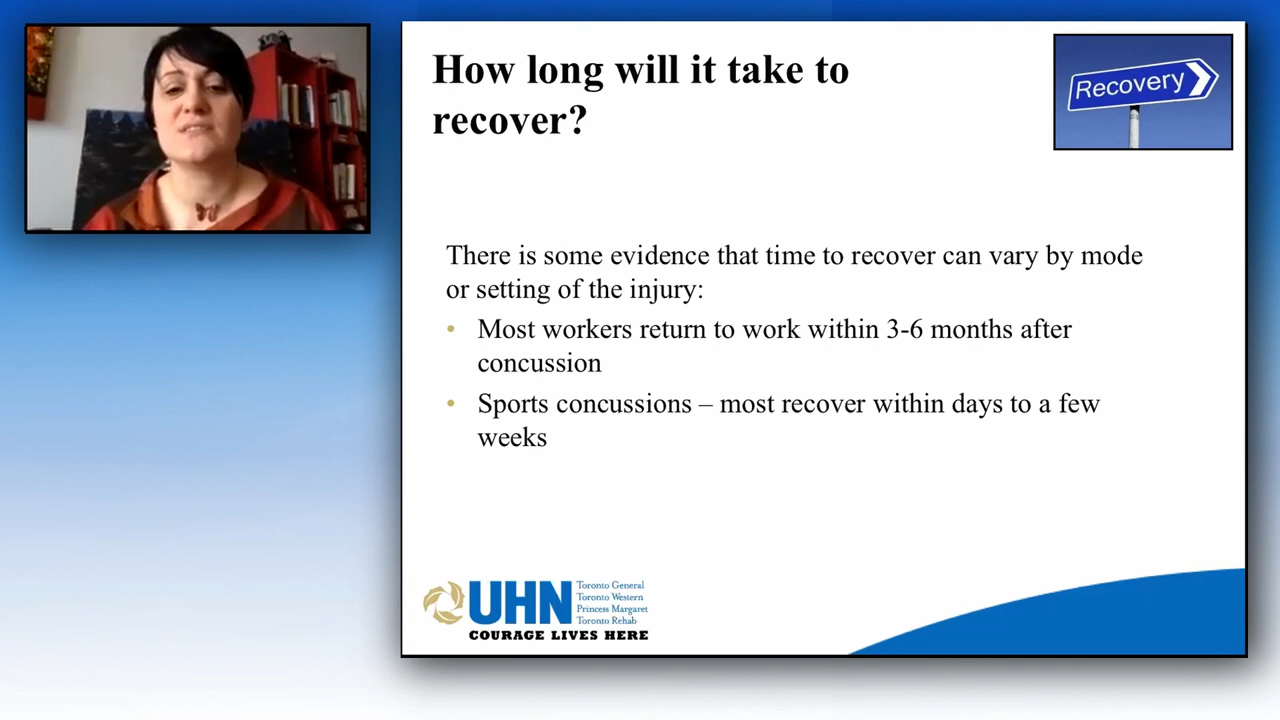 How long will it take to
recover?
Recovery
There is some evidence that time to recover can vary by mode
or setting of the injury:
• Most workers return to work within 3-6 months after
concussion
• Sports concussions – most recover within days to a few
weeks
UHN
Toronto General
Toronto Western
Princess Margaret
Toronto Rehab
COURAGE LIVES HERE